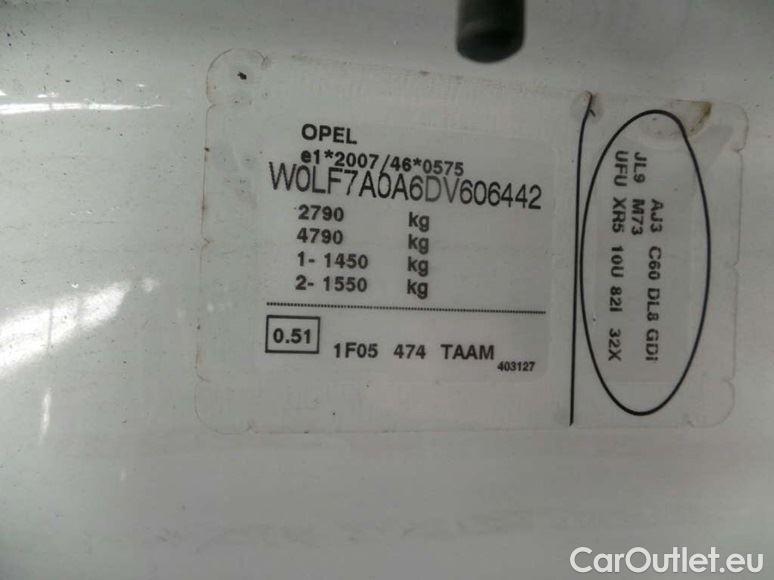 OPEL
e1*2007/46*0575
W0LF7A0A6DV606442
2790 kg
4790 kg
1- 1450 kg
2- 1550 kg
0.51 1F05 474 TAAM
403127
AJ3 C60 DL8 GDI
JL9 M73
UFU XR5 10U 82I 32X
CarOutlet.eu